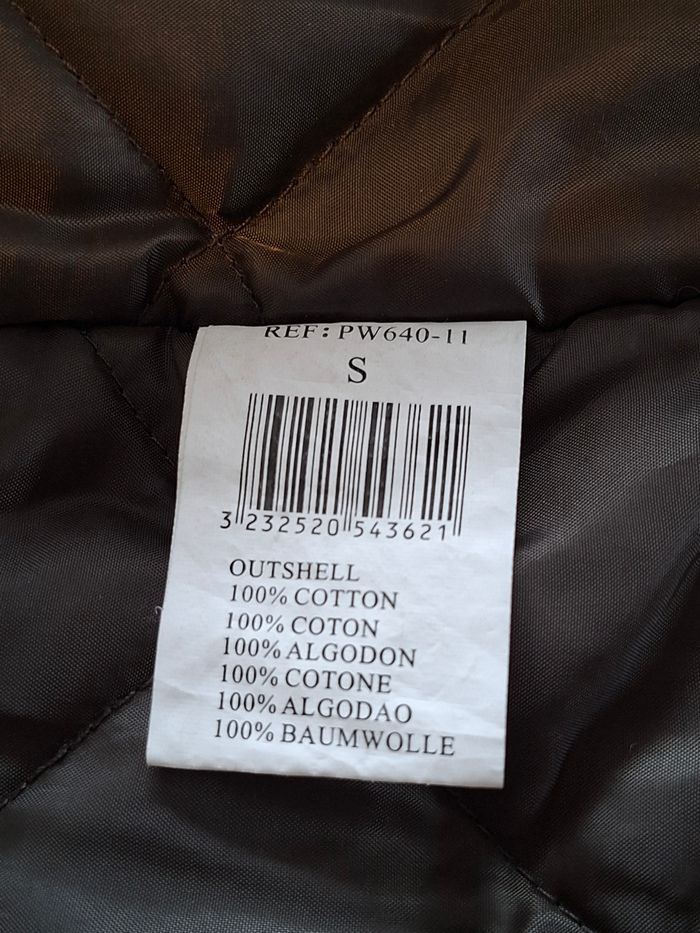 REF: PW640-11
S
3 232520 543621
OUTSHELL
100% COTTON
100% COTON
100% ALGODON
100% COTONE
100% ALGODAO
100% BAUMWOLLE